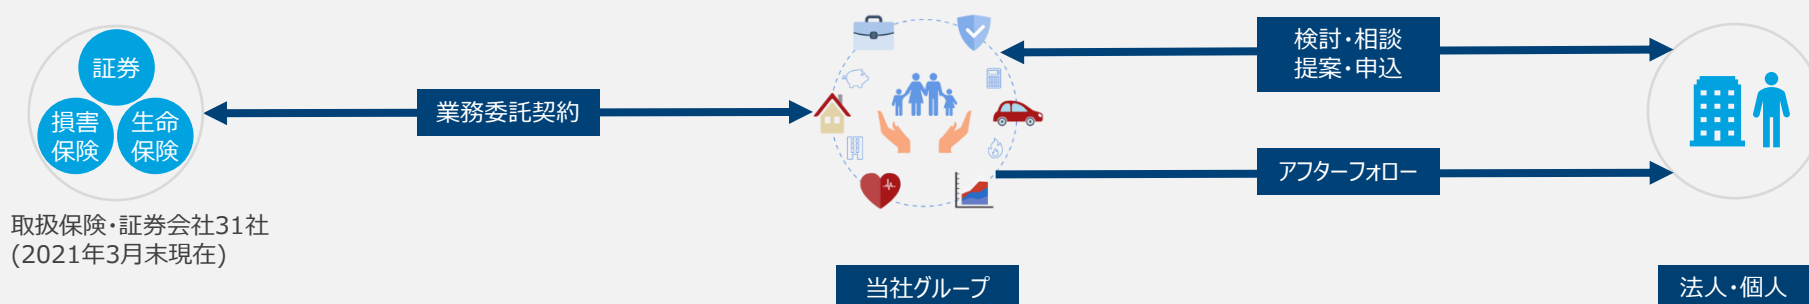 証券
損害
保険
生命
保険
取扱保険・証券会社31社
(2021年3月末現在)
業務委託契約
当社グループ
検討・相談
提案・申込
アフターフォロー
法人・個人